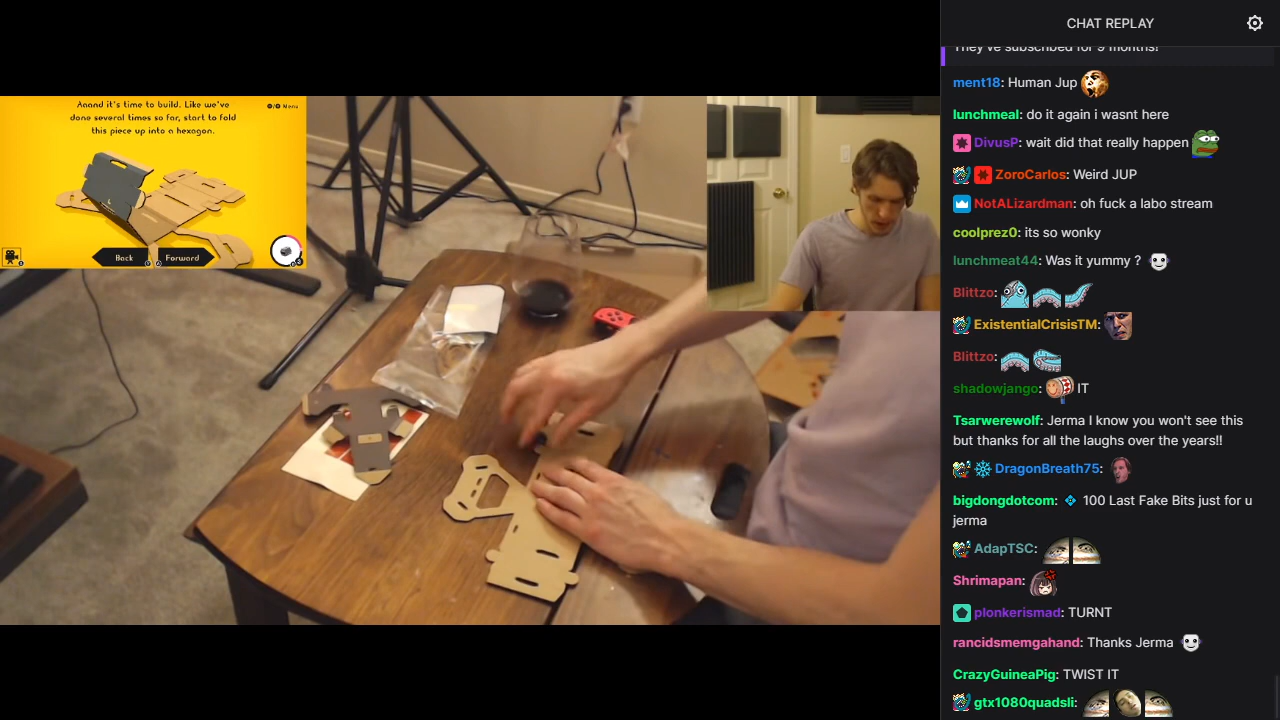 Anand it's time to build. Like we've
done several times so far, start to fold
this piece up into a hexagon.
Menu
Back
Forward
CHAT REPLAY
They've subscribed for 9 months!
ment18: Human Jup
lunchmeal: do it again i wasnt here
DivusP: wait did that really happen
ZoroCarlos: Weird JUP
NotALizardman: oh fuck a labo stream
coolprez0: its so wonky
lunchmeat44: Was it yummy ?
Blittzo:
ExistentialCrisisTM:
Blittzo:
shadowjango: IT
Tsarwerewolf: Jerma I know you won't see this
but thanks for all the laughs over the years!!
DragonBreath75:
bigdongdotcom: 100 Last Fake Bits just for u
jerma
AdapTSC:
Shrimapan:
plonkerismad: TURNT
rancidsmemgahand: Thanks Jerma
CrazyGuineaPig: TWIST IT
gtx1080quadsli: